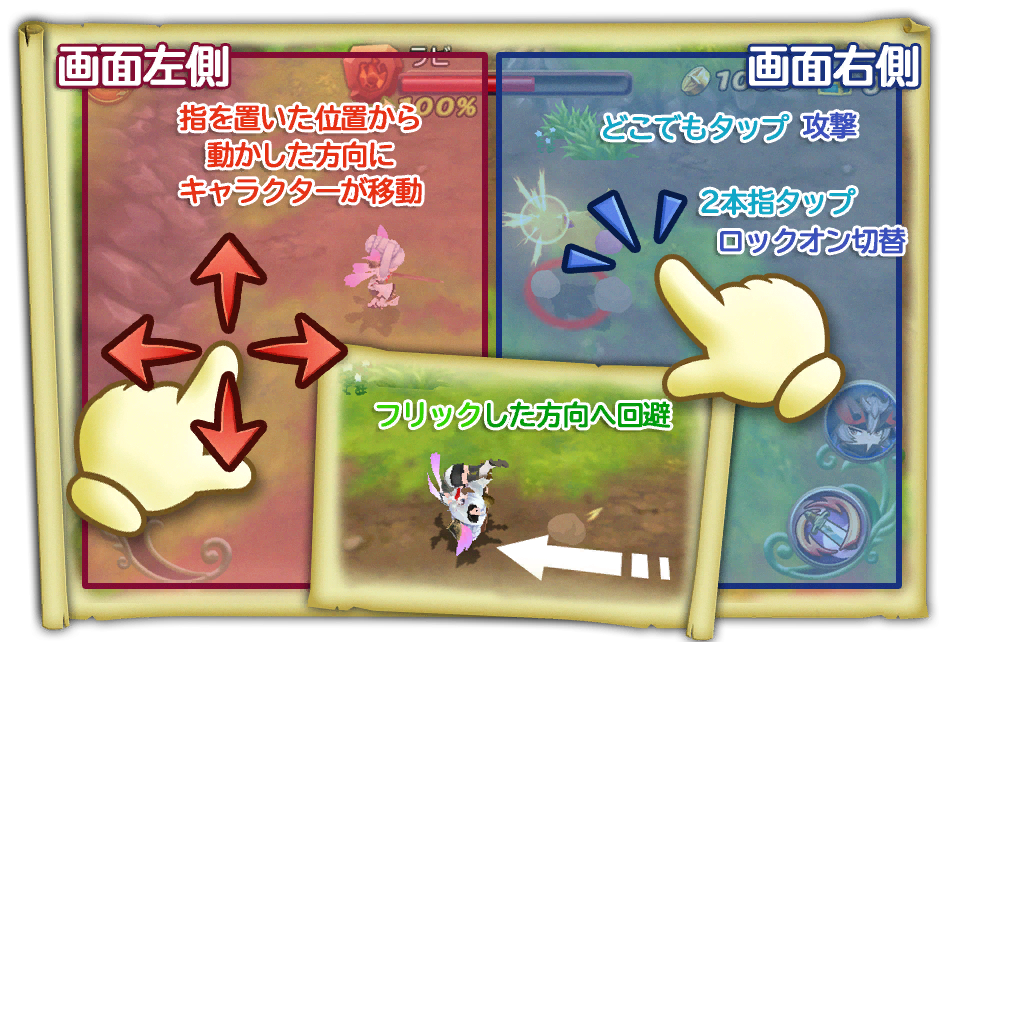 画面左側
指を置いた位置から
動かした方向に
キャラクターが移動
ラビ
100%
画面右側
どこでもタップ 攻撃
2本指タップ
ロックオン切替
フリックした方向へ回避